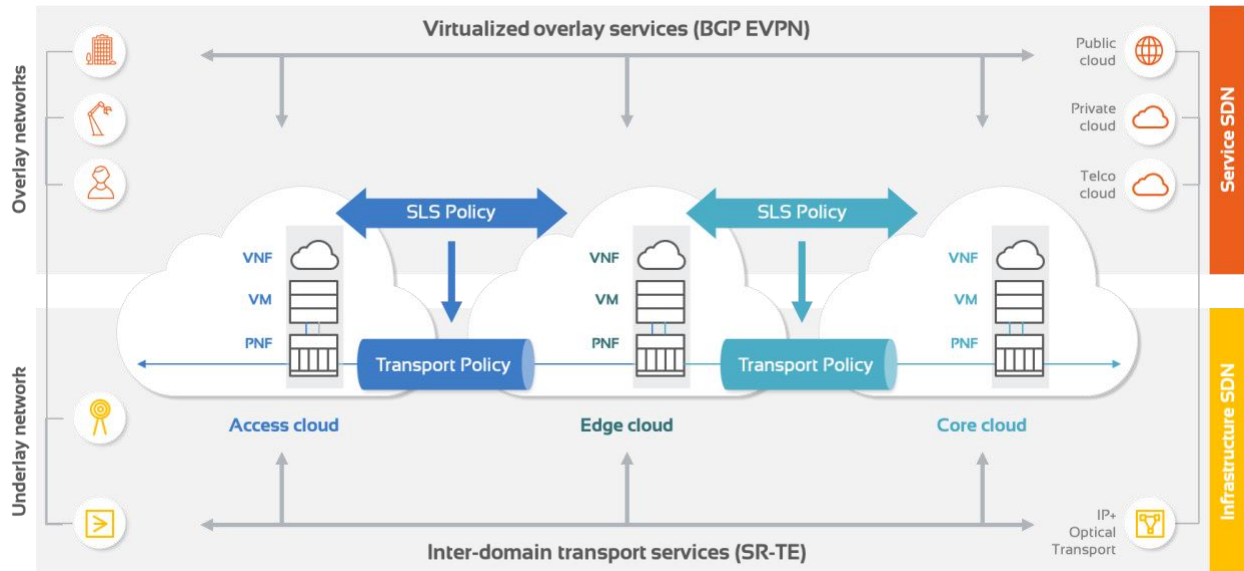 Virtualized overlay services (BGP EVPN)
Overlay networks
Public
cloud
Private
cloud
Telco
cloud
Service SDN
SLS Policy
SLS Policy
VNF
VM
PNF
VNF
VM
PNF
VNF
VM
PNF
Transport Policy
Transport Policy
Access cloud
Edge cloud
Core cloud
Underlay network
Infrastructure SDN
IP+
Optical
Transport
Inter-domain transport services (SR-TE)